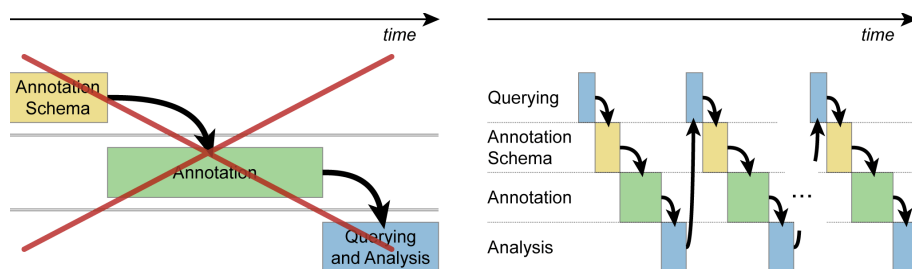 time
Annotation
Schema
Annotation
Querying
and Analysis
time
Querying
Annotation
Schema
Annotation
...
Analysis